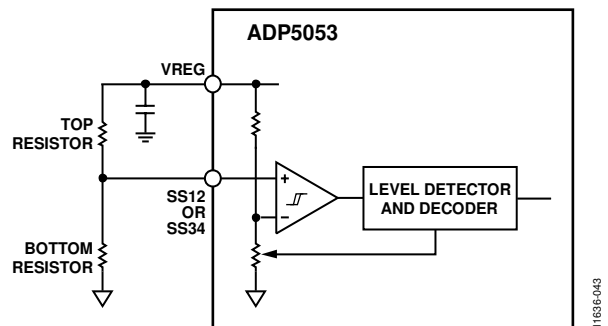 ADP5053
VREG
TOP
RESISTOR
SS12
OR
SS34
+
−
LEVEL DETECTOR
AND DECODER
BOTTOM
RESISTOR
11636-043